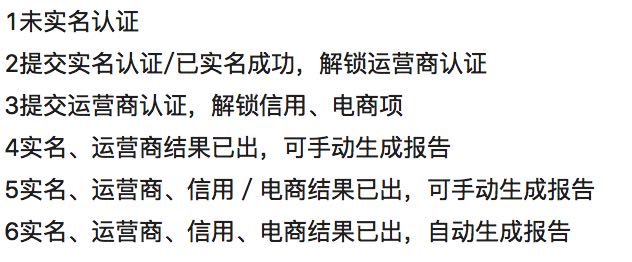 1未实名认证
2提交实名认证/已实名成功，解锁运营商认证
3提交运营商认证，解锁信用、电商项
4实名、运营商结果已出，可手动生成报告
5实名、运营商、信用 / 电商结果已出，可手动生成报告
6实名、运营商、信用、电商结果已出，自动生成报告